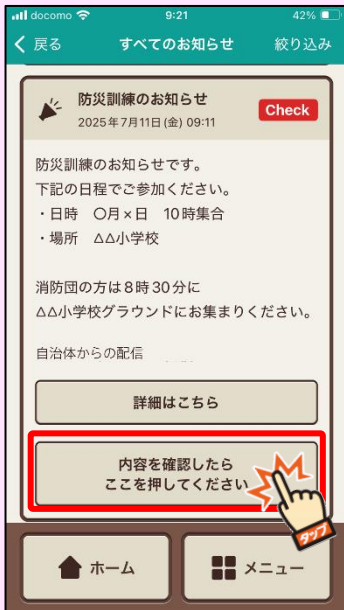 docomo 9:21 42%
戻る すべてのお知らせ 絞り込み
防災訓練のお知らせ
2025年7月11日(金) 09:11
Check
防災訓練のお知らせです。
下記の日程でご参加ください。
・日時 〇月×日 10時集合
・場所 △△小学校
消防団の方は8時30分に
△△小学校グラウンドにお集まりください。
自治体からの配信
詳細はこちら
内容を確認したら
ここを押してください
タップ
ホーム メニュー